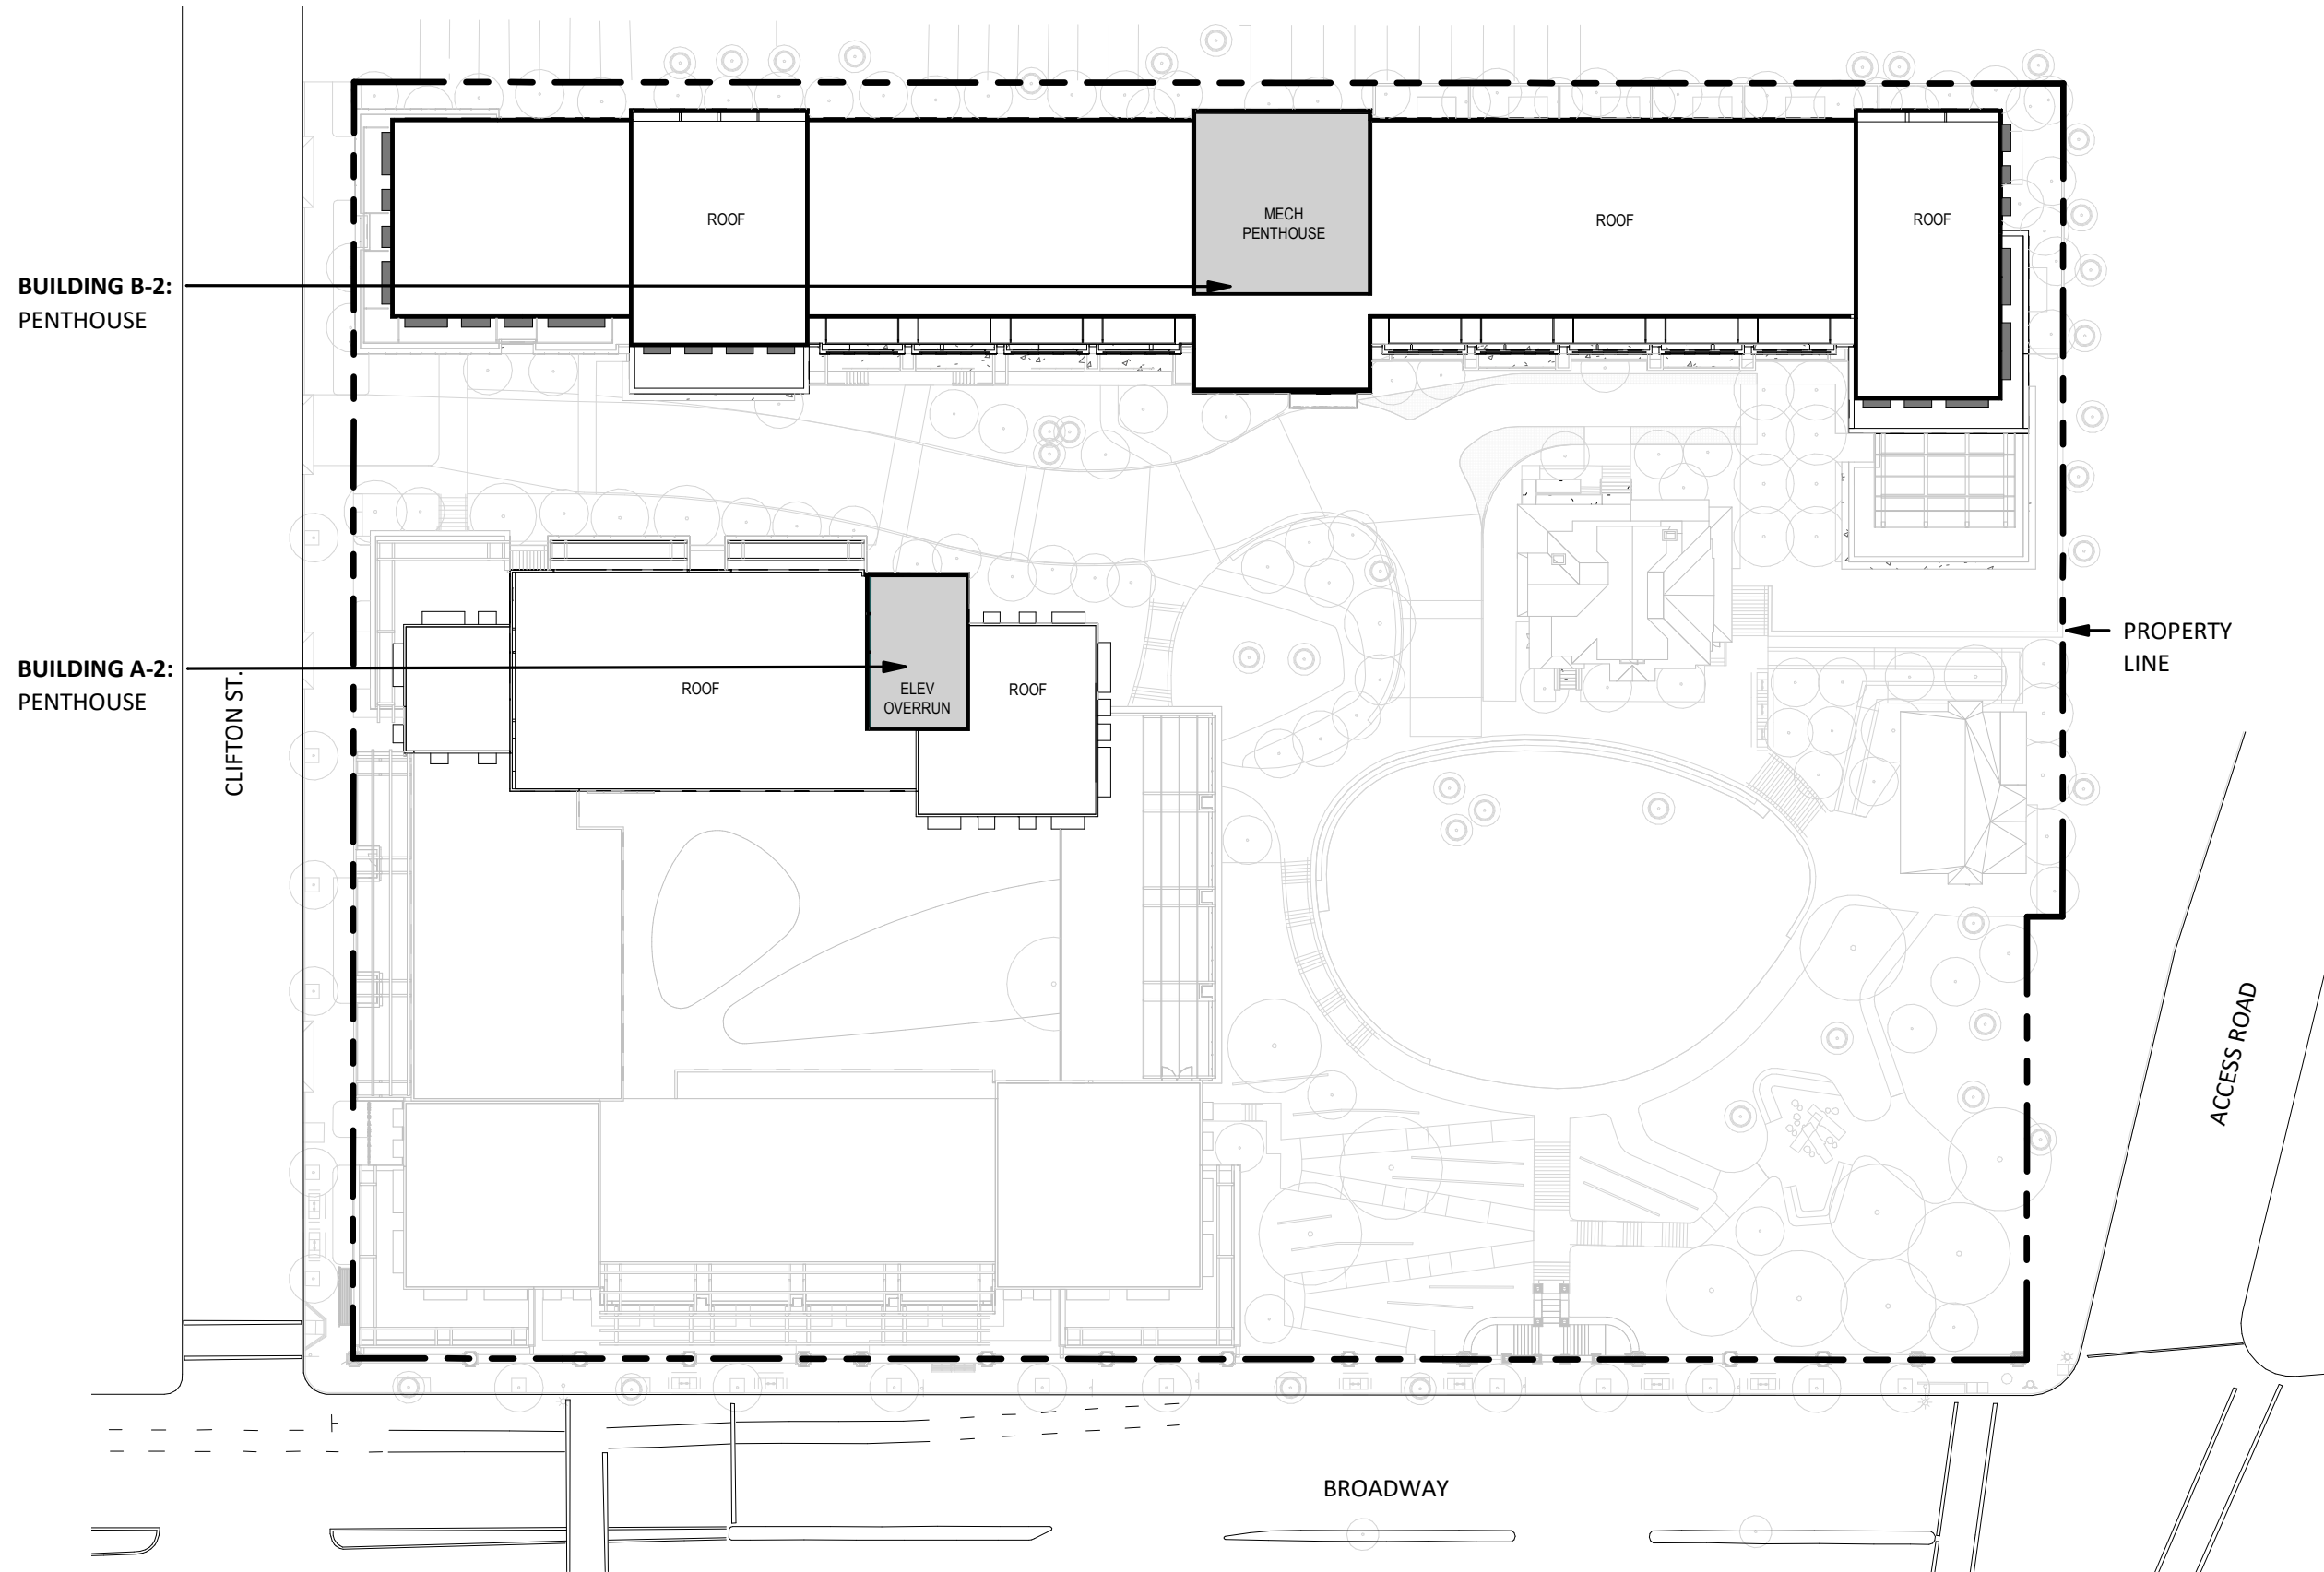 ROOF
MECH
PENTHOUSE
ROOF
ROOF
BUILDING B-2:
PENTHOUSE
PROPERTY
LINE
BUILDING A-2:
PENTHOUSE
CLIFTON ST.
ROOF
ELEV
OVERRUN
ROOF
ACCESS ROAD
BROADWAY